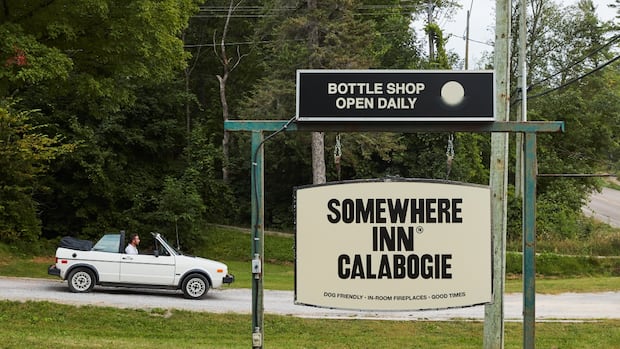 BOTTLE SHOP
OPEN DAILY
SOMEWHERE
INN
CALABOGIE
DOG FRIENDLY · IN-ROOM FIREPLACES · GOOD TIMES